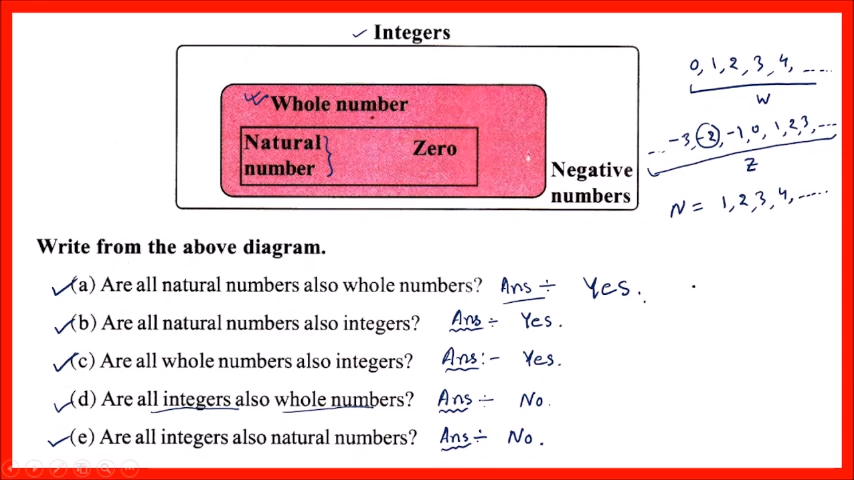 ✓ Integers
0, 1, 2, 3, 4, .....
W
✓ Whole number
... -3, -2, -1, 0, 1, 2, 3, ...
Z
Natural
number
Zero
Negative
numbers
N = 1, 2, 3, 4, .....
Write from the above diagram.
✓(a) Are all natural numbers also whole numbers? Ans ÷ Yes.
✓(b) Are all natural numbers also integers? Ans ÷ Yes.
✓(c) Are all whole numbers also integers? Ans :- Yes.
✓(d) Are all integers also whole numbers? Ans ÷ No.
✓(e) Are all integers also natural numbers? Ans ÷ No.